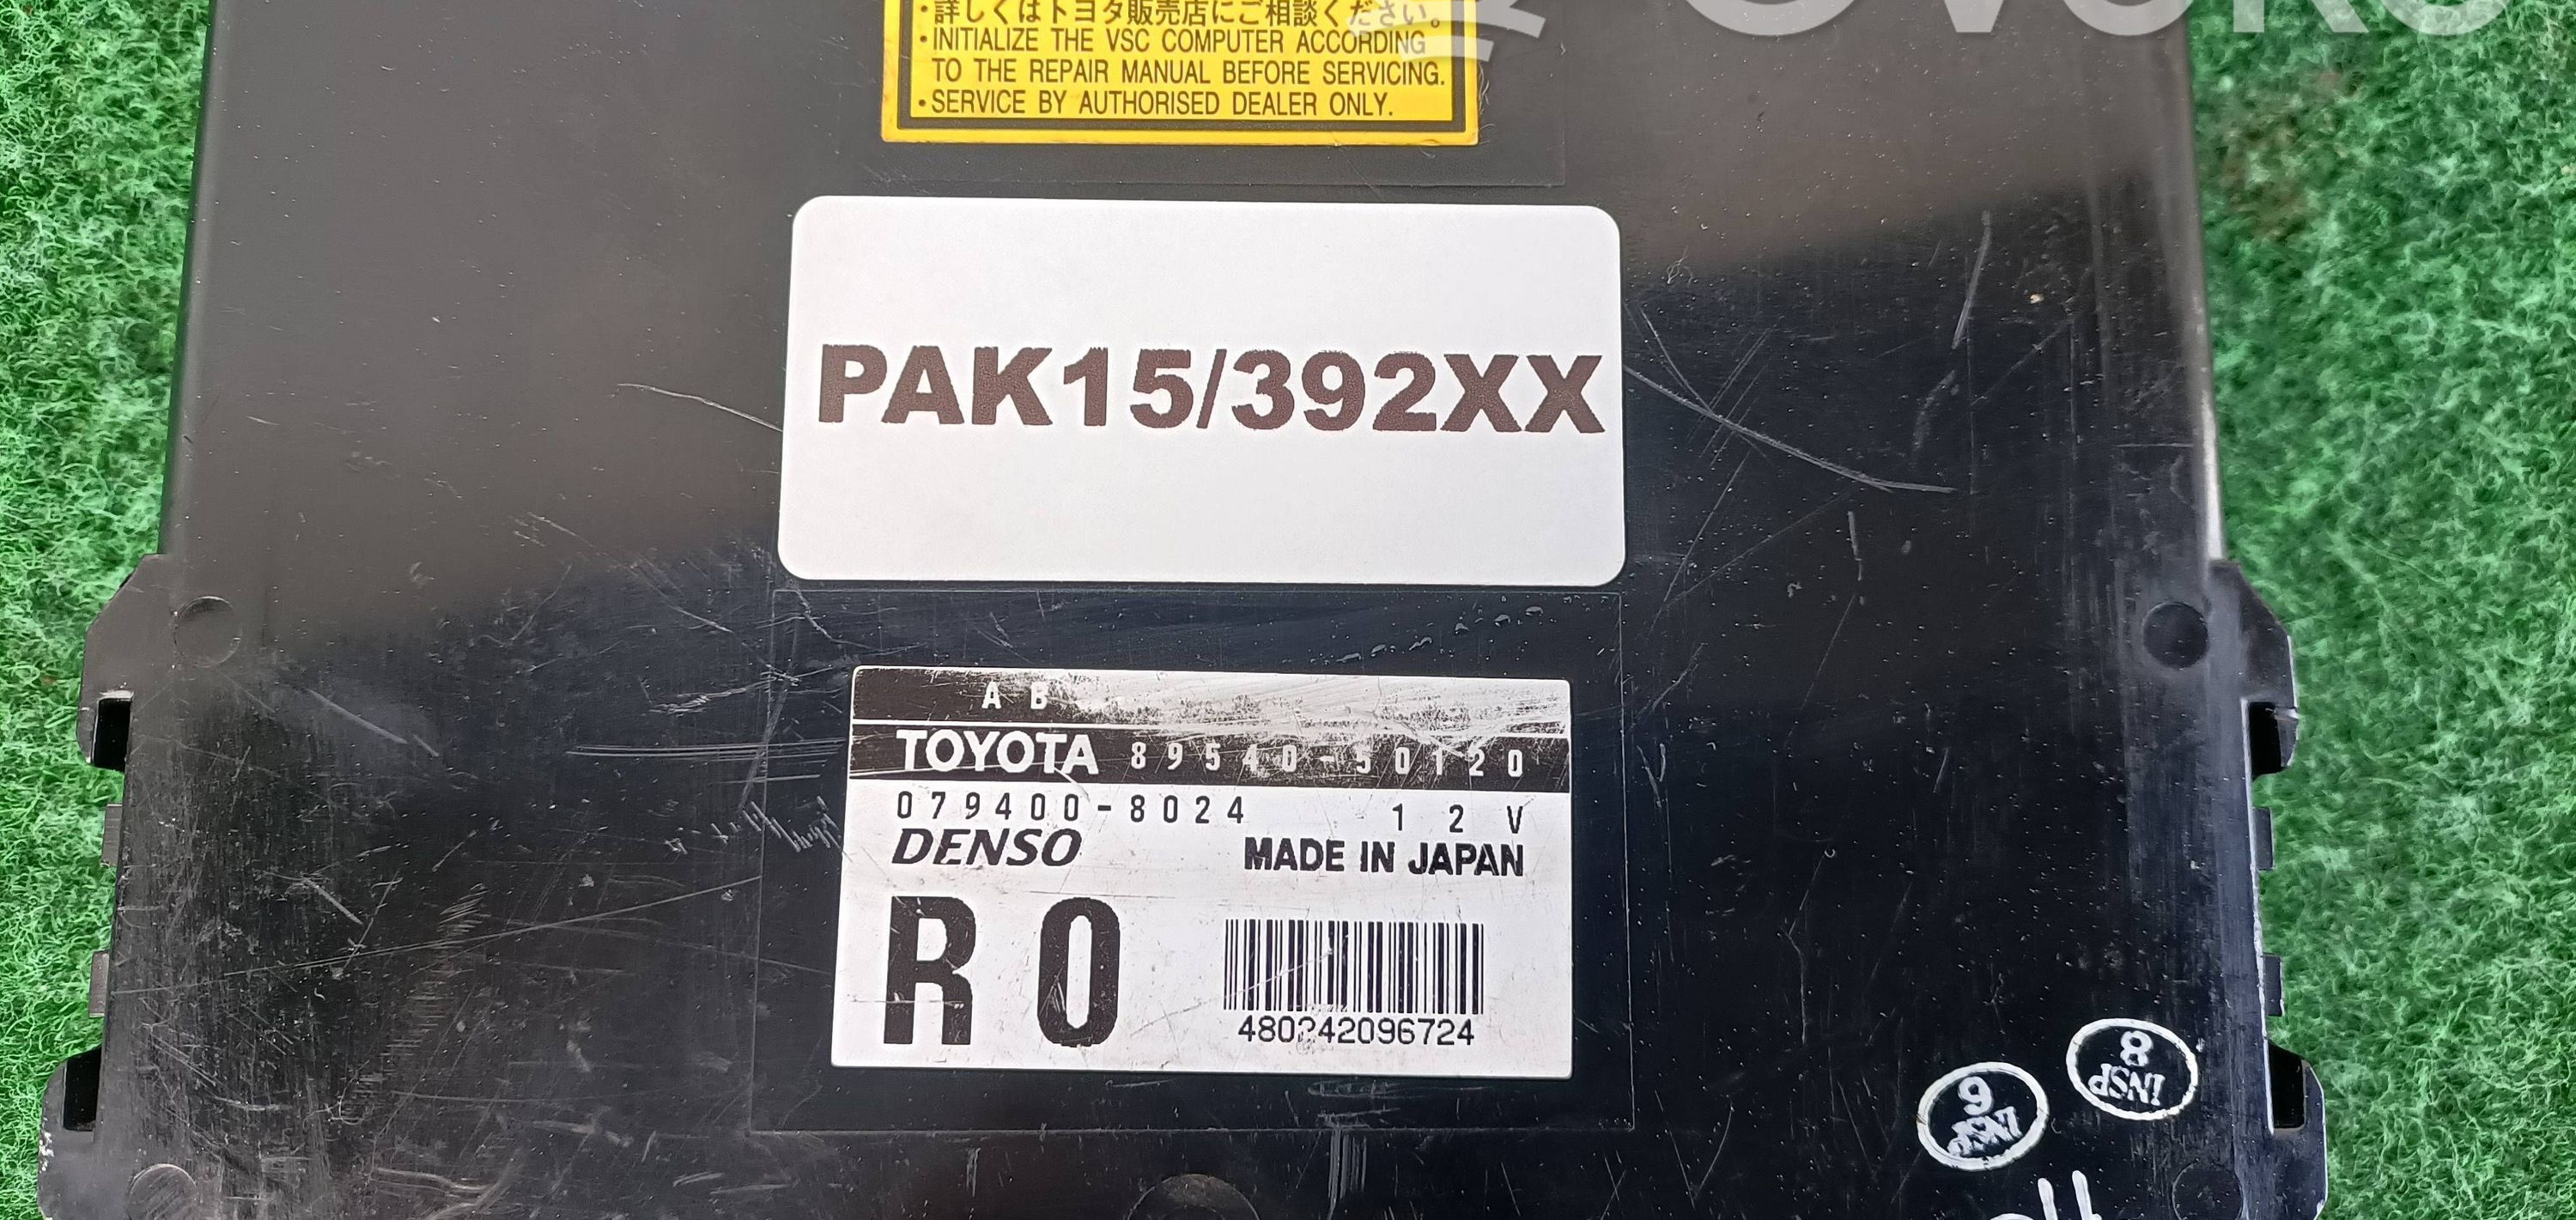 ・詳しくはトヨタ販売店にご相談ください。
・INITIALIZE THE VSC COMPUTER ACCORDING
TO THE REPAIR MANUAL BEFORE SERVICING.
・SERVICE BY AUTHORISED DEALER ONLY.
PAK15/392XX
A B
TOYOTA 89540-50120
079400-8024 12V
DENSO MADE IN JAPAN
R0
8
INSP
6
INSP